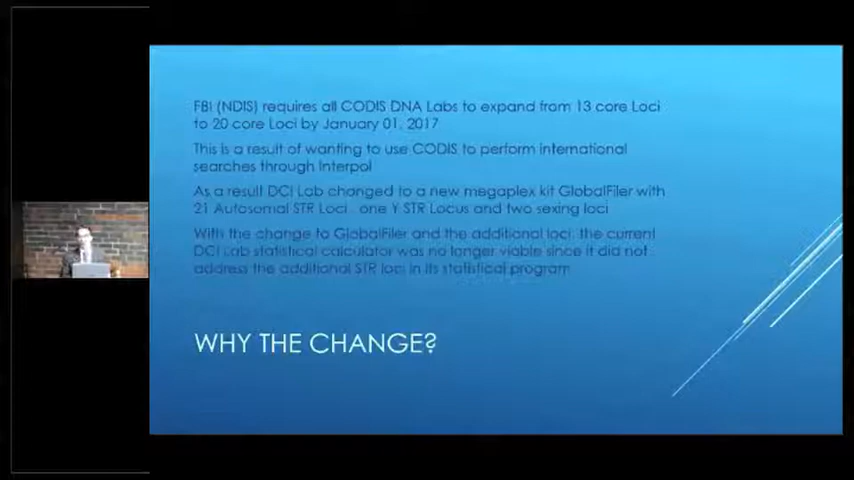 FBI (NDIS) requires all CODIS DNA Labs to expand from 13 core Loci
to 20 core Loci by January 01, 2017
This is a result of wanting to use CODIS to perform international
searches through Interpol
As a result DCI Lab changed to a new megaplex kit GlobalFiler with
21 Autosomal STR Loci, one Y STR Locus and two sexing loci
With the change to GlobalFiler and the additional loci, the current
DCI Lab statistical calculator was no longer viable since it did not
address the additional STR loci in its statistical program
WHY THE CHANGE?